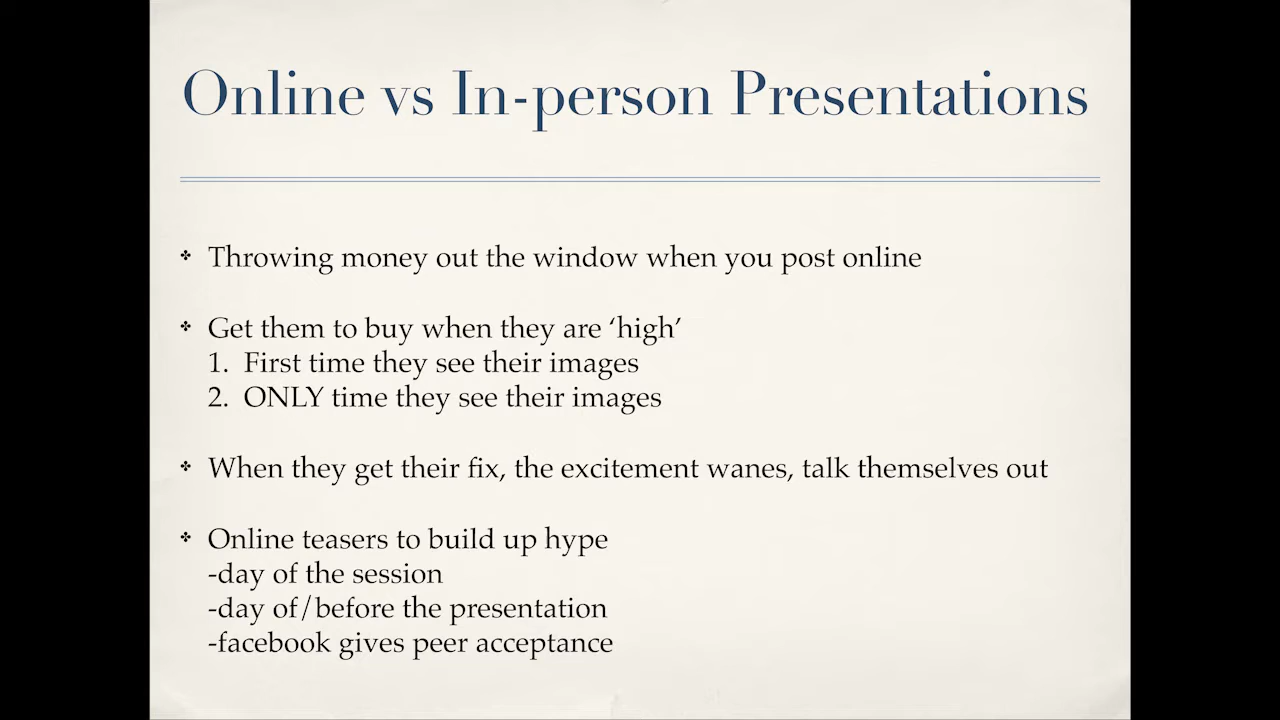 Online vs In-person Presentations
❖ Throwing money out the window when you post online
❖ Get them to buy when they are ‘high’
1. First time they see their images
2. ONLY time they see their images
❖ When they get their fix, the excitement wanes, talk themselves out
❖ Online teasers to build up hype
-day of the session
-day of/before the presentation
-facebook gives peer acceptance